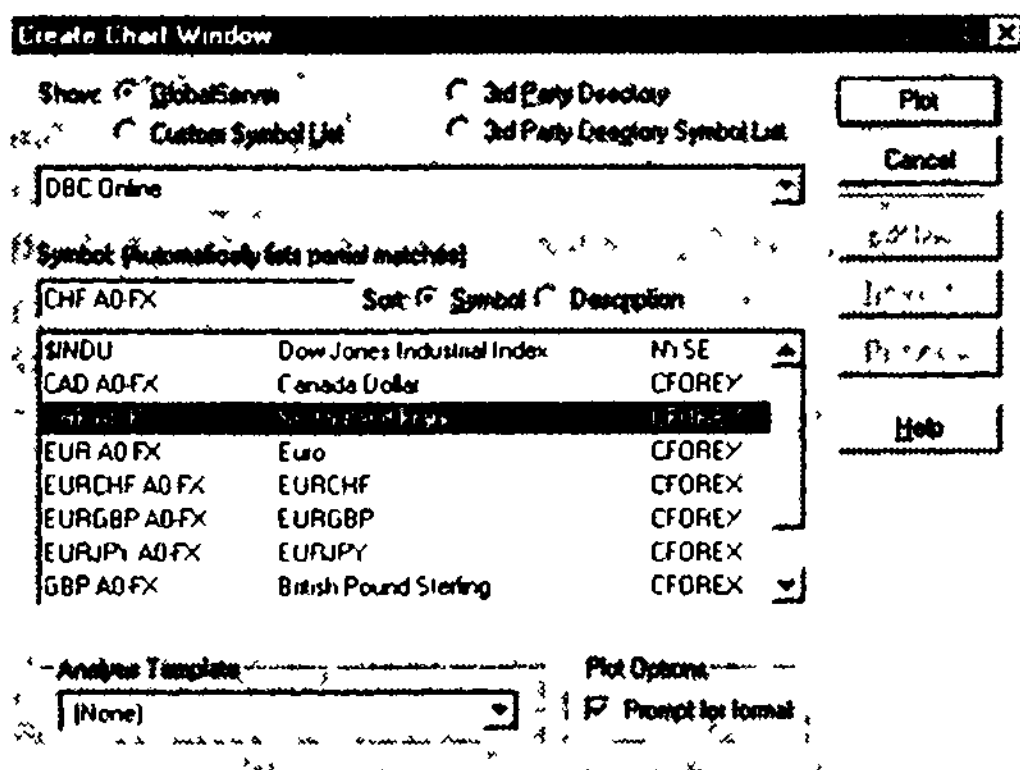 Create Chart Window
Show: GlobalServer 3rd Party Directory
Custom Symbol List 3rd Party Directory Symbol List
Plot
Cancel
DBC Online
Symbol: (Automatically lists partial matches)
CHF A0-FX Sort: Symbol Description
$INDU Dow Jones Industrial Index NYSE
CAD A0-FX Canada Dollar CFOREX
EUR A0-FX Euro CFOREX
EURCHF A0-FX EURCHF CFOREX
EURGBP A0-FX EURGBP CFOREX
EURJPY A0-FX EURJPY CFOREX
GBP A0-FX British Pound Sterling CFOREX
Help
Analysis Template
(None)
Plot Options
Prompt for format